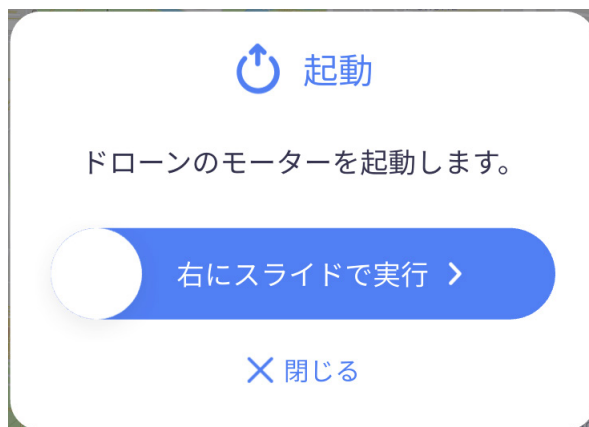 起動
ドローンのモーターを起動します。
右にスライドで実行
閉じる